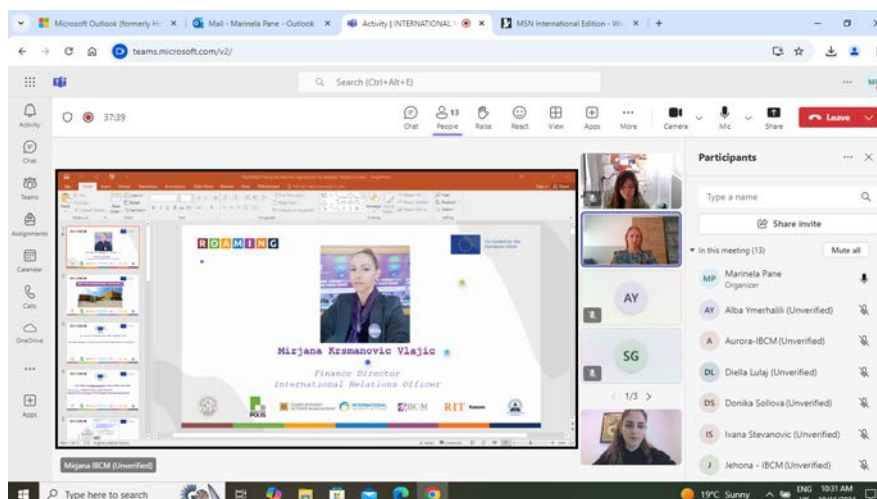 Microsoft Outlook (formerly H
Mail - Marinela Pane - Outlook
Activity | INTERNATIONAL
MSN International Edition - W
teams.microsoft.com/v2/
Search (Ctrl+Alt+E)
37:39
13
Chat
People
Raise
React
View
Apps
More
Camera
Mic
Share
Leave
Activity
Chat
Teams
Assignments
Calendar
Calls
OneDrive
Apps
ROAMING
Co-funded by the
European Union
Mirjana Krsmanovic Vlajic
Finance Director
International Relations Officer
POLIS
INTERNATIONAL
IBCM
RIT Kosovo
Mirjana IBCM (Unverified)
AY
SG
1/3
Participants
Type a name
Share invite
In this meeting (13)
Mute all
MP
Marinela Pane
Organizer
AY
Alba Ymerhalili (Unverified)
A
Aurora-IBCM (Unverified)
DL
Diella Lulaj (Unverified)
DS
Donika Sollova (Unverified)
IS
Ivana Stevanovic (Unverified)
J
Jehona - IBCM (Unverified)
Type here to search
19°C Sunny
ENG
10:31 AM